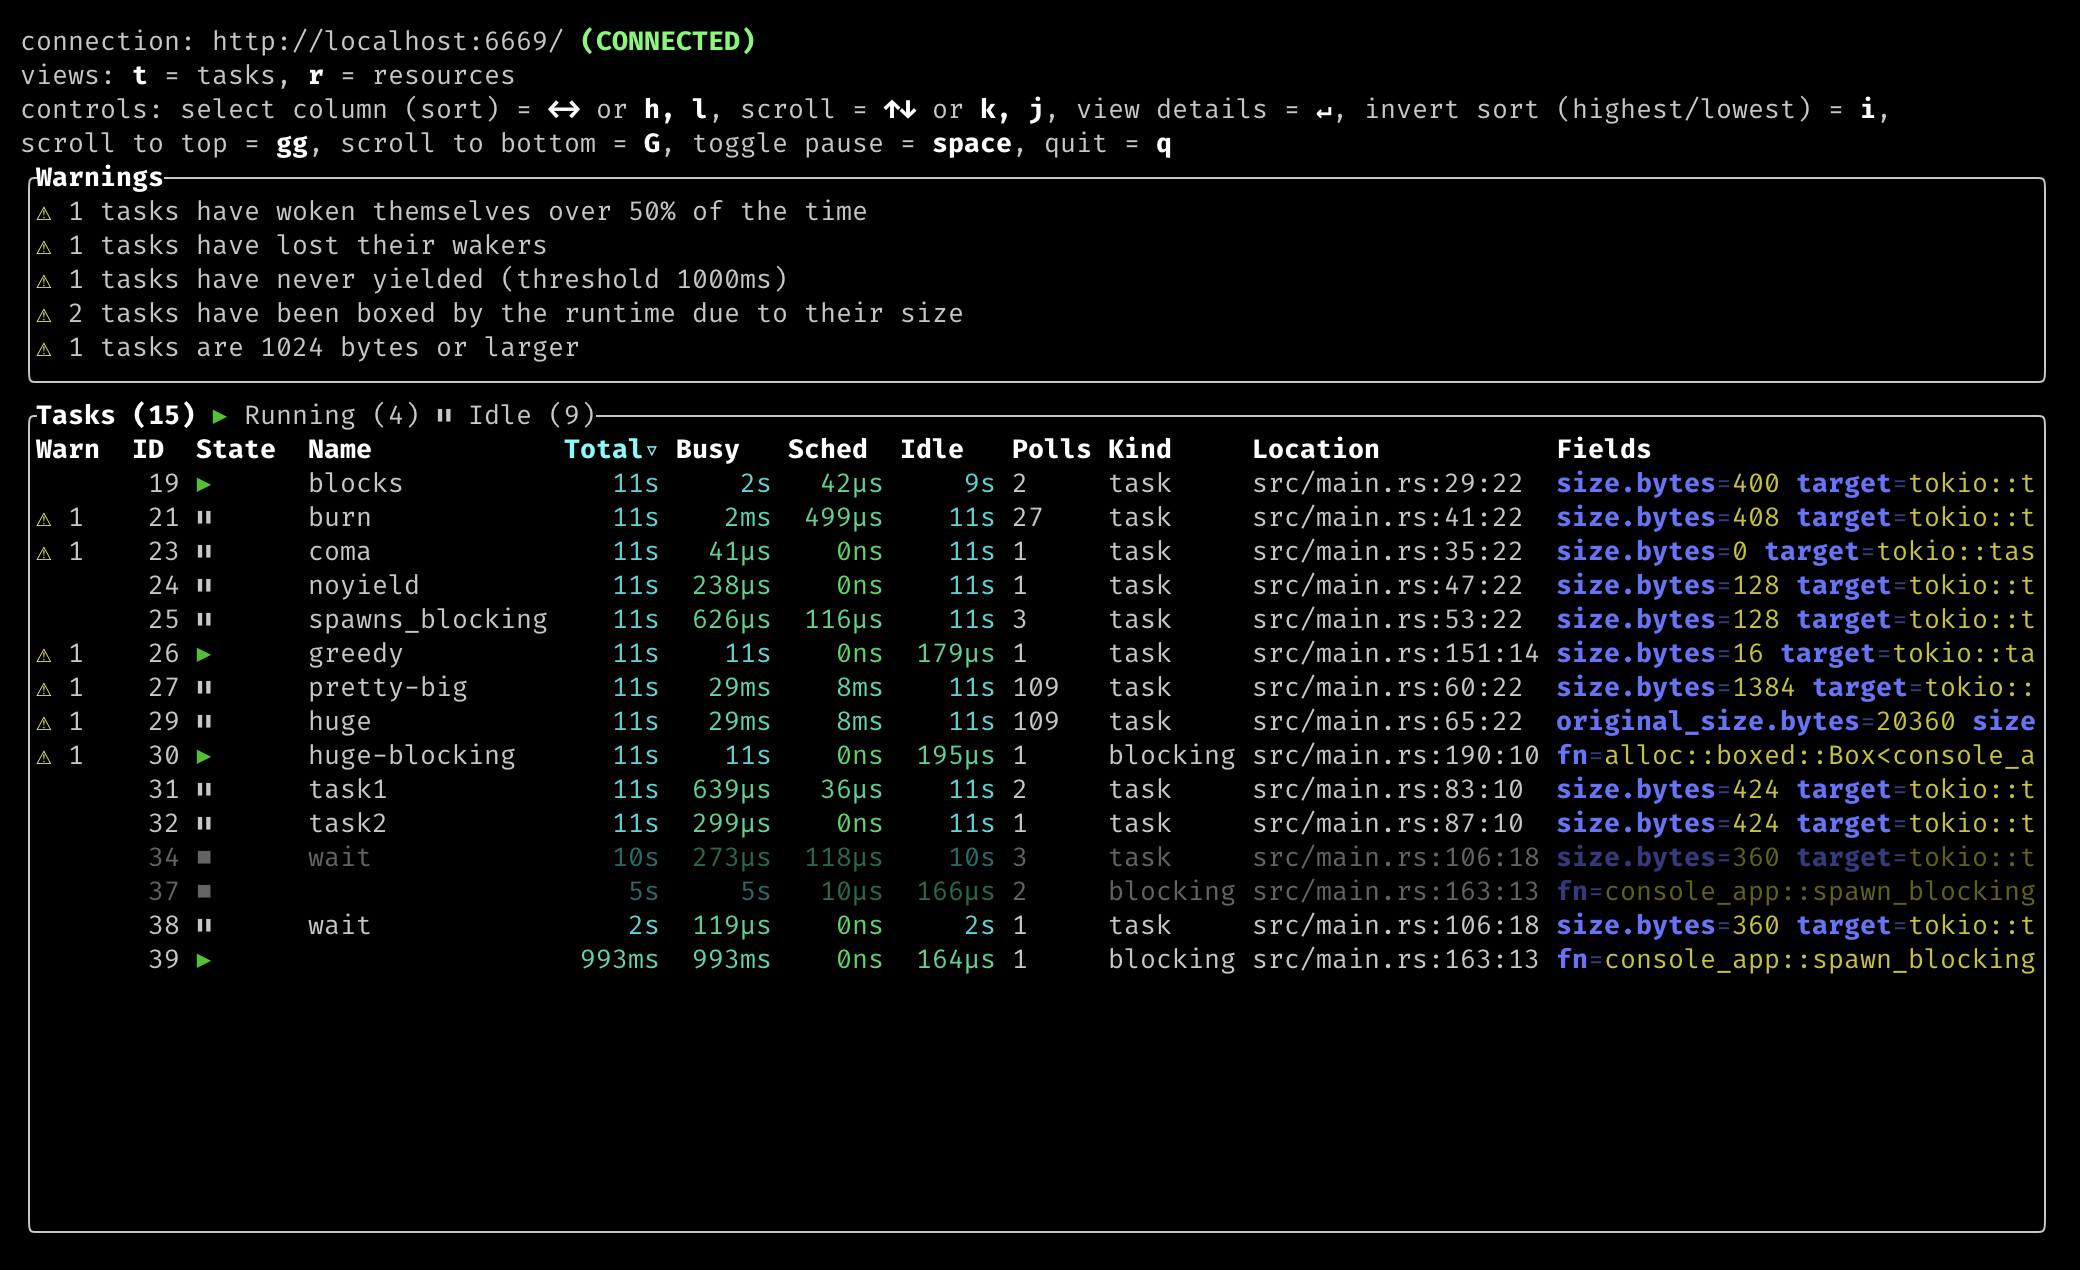 connection: http://localhost:6669/ (CONNECTED)
views: t = tasks, r = resources
controls: select column (sort) = ↔ or h, l, scroll = ↑↓ or k, j, view details = ↵, invert sort (highest/lowest) = i,
scroll to top = gg, scroll to bottom = G, toggle pause = space, quit = q
Warnings
⚠ 1 tasks have woken themselves over 50% of the time
⚠ 1 tasks have lost their wakers
⚠ 1 tasks have never yielded (threshold 1000ms)
⚠ 2 tasks have been boxed by the runtime due to their size
⚠ 1 tasks are 1024 bytes or larger
Tasks (15) ▶ Running (4) ⏸ Idle (9)
Warn ID State Name Total▿ Busy Sched Idle Polls Kind Location Fields
19 ▶ blocks 11s 2s 42µs 9s 2 task src/main.rs:29:22 size.bytes=400 target=tokio::t
⚠ 1 21 ⏸ burn 11s 2ms 499µs 11s 27 task src/main.rs:41:22 size.bytes=408 target=tokio::t
⚠ 1 23 ⏸ coma 11s 41µs 0ns 11s 1 task src/main.rs:35:22 size.bytes=0 target=tokio::tas
24 ⏸ noyield 11s 238µs 0ns 11s 1 task src/main.rs:47:22 size.bytes=128 target=tokio::t
25 ⏸ spawns_blocking 11s 626µs 116µs 11s 3 task src/main.rs:53:22 size.bytes=128 target=tokio::t
⚠ 1 26 ▶ greedy 11s 11s 0ns 179µs 1 task src/main.rs:151:14 size.bytes=16 target=tokio::ta
⚠ 1 27 ⏸ pretty-big 11s 29ms 8ms 11s 109 task src/main.rs:60:22 size.bytes=1384 target=tokio::
⚠ 1 29 ⏸ huge 11s 29ms 8ms 11s 109 task src/main.rs:65:22 original_size.bytes=20360 size
⚠ 1 30 ▶ huge-blocking 11s 11s 0ns 195µs 1 blocking src/main.rs:190:10 fn=alloc::boxed::Box<console_a
31 ⏸ task1 11s 639µs 36µs 11s 2 task src/main.rs:83:10 size.bytes=424 target=tokio::t
32 ⏸ task2 11s 299µs 0ns 11s 1 task src/main.rs:87:10 size.bytes=424 target=tokio::t
34 ⏹ wait 10s 273µs 118µs 10s 3 task src/main.rs:106:18 size.bytes=360 target=tokio::t
37 ⏹ 5s 5s 10µs 166µs 2 blocking src/main.rs:163:13 fn=console_app::spawn_blocking
38 ⏸ wait 2s 119µs 0ns 2s 1 task src/main.rs:106:18 size.bytes=360 target=tokio::t
39 ▶ 993ms 993ms 0ns 164µs 1 blocking src/main.rs:163:13 fn=console_app::spawn_blocking